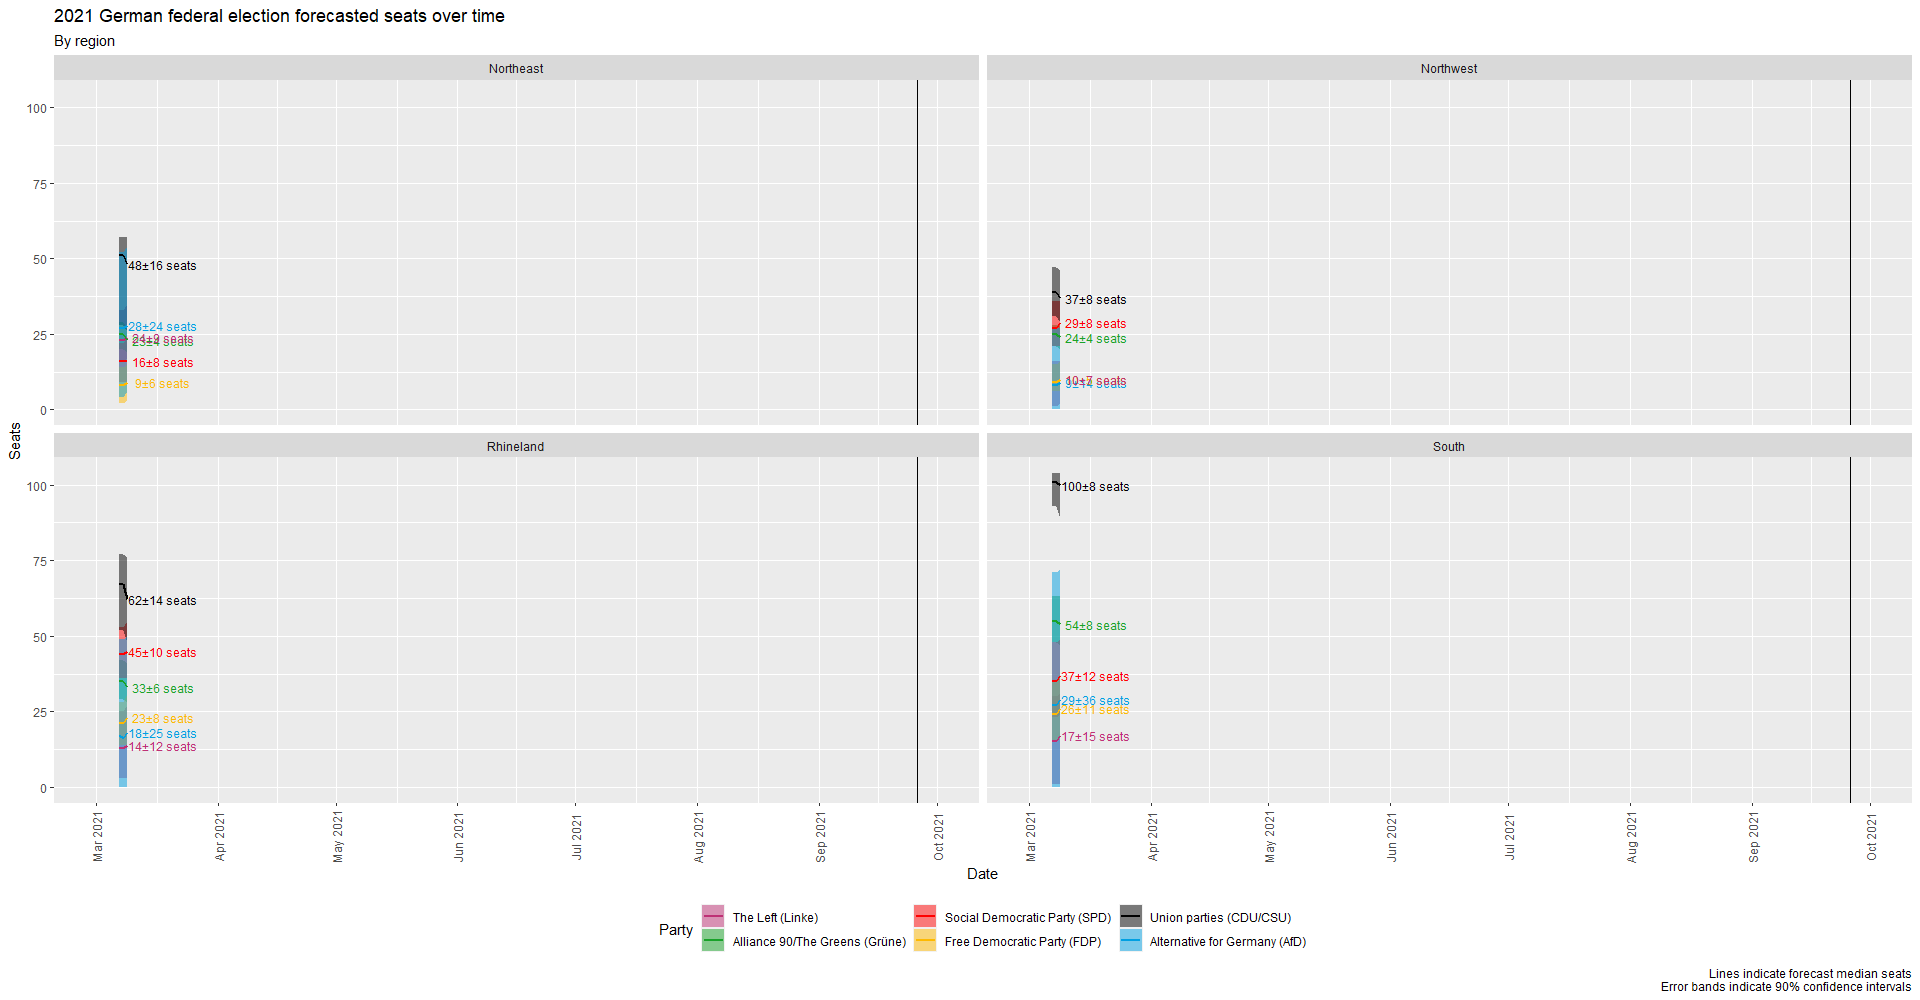 2021 German federal election forecasted seats over time
By region
Northeast
Northwest
100
75
50
25
0
48±16 seats
28±24 seats
16±8 seats
9±6 seats
37±8 seats
29±8 seats
24±4 seats
10±7 seats
Rhineland
South
100
75
50
25
0
62±14 seats
45±10 seats
33±6 seats
23±8 seats
18±25 seats
14±12 seats
100±8 seats
54±8 seats
37±12 seats
29±36 seats
26±11 seats
17±15 seats
Seats
Mar 2021
Apr 2021
May 2021
Jun 2021
Jul 2021
Aug 2021
Sep 2021
Oct 2021
Mar 2021
Apr 2021
May 2021
Jun 2021
Jul 2021
Aug 2021
Sep 2021
Oct 2021
Date
Party
The Left (Linke)
Social Democratic Party (SPD)
Union parties (CDU/CSU)
Alliance 90/The Greens (Grüne)
Free Democratic Party (FDP)
Alternative for Germany (AfD)
Lines indicate forecast median seats
Error bands indicate 90% confidence intervals